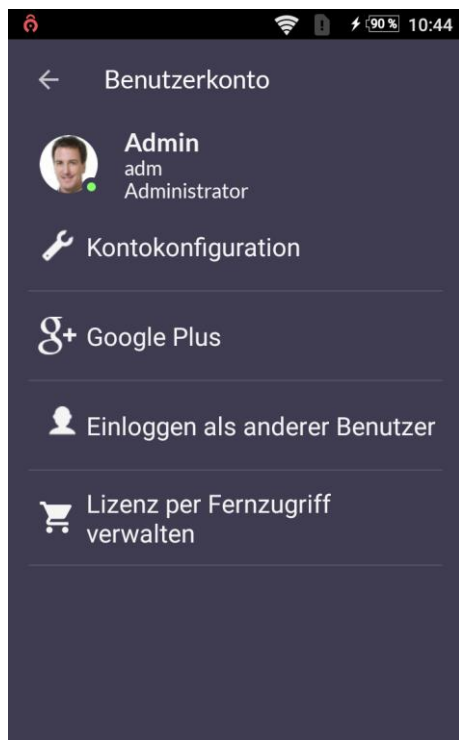 90 % 10:44
Benutzerkonto
Admin
adm
Administrator
Kontokonfiguration
g+ Google Plus
Einloggen als anderer Benutzer
Lizenz per Fernzugriff
verwalten